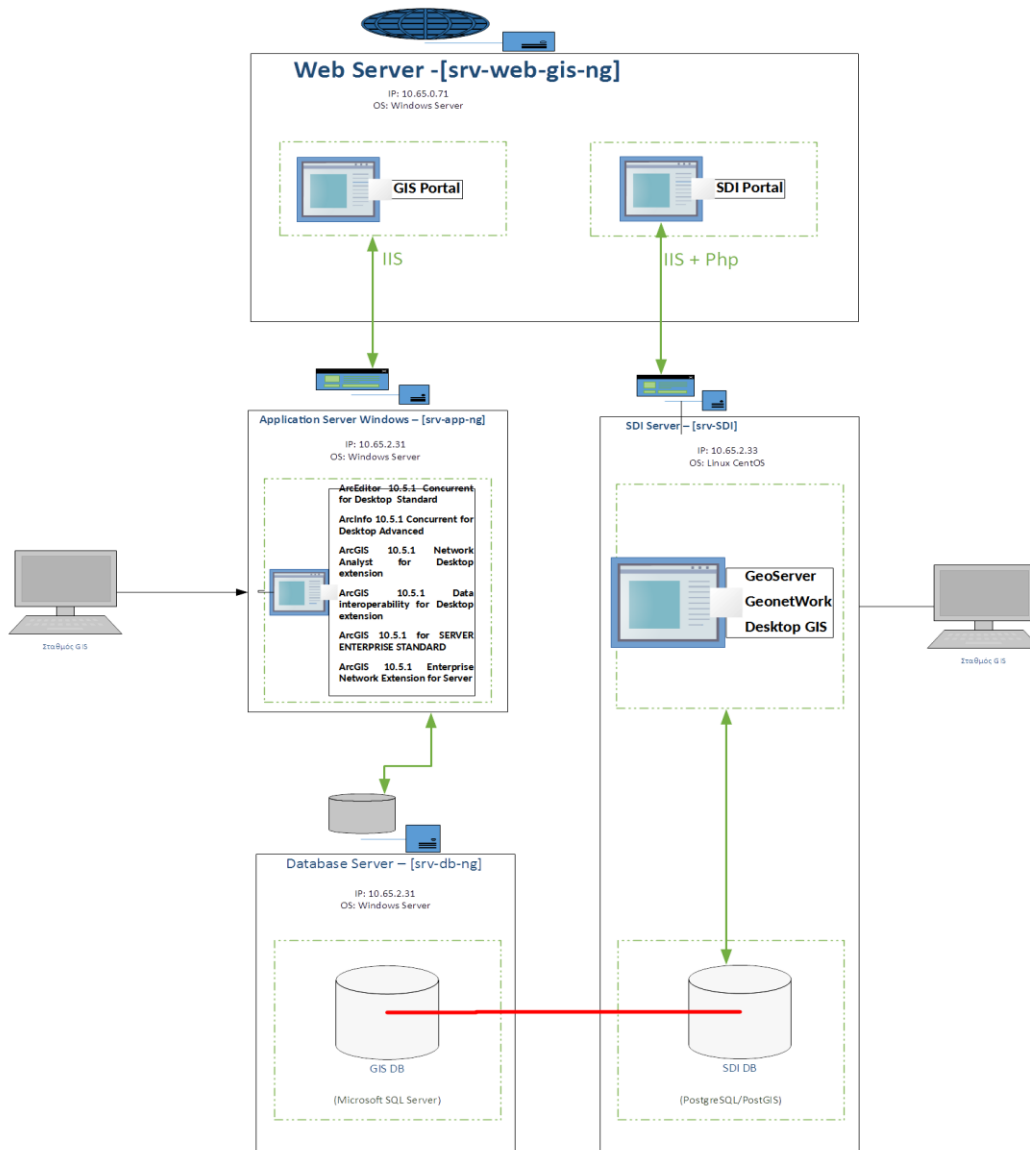 Web Server -[srv-web-gis-ng]
IP: 10.65.0.71
OS: Windows Server
GIS Portal
SDI Portal
IIS
IIS + Php
Application Server Windows – [srv-app-ng]
IP: 10.65.2.31
OS: Windows Server
ArcEditor 10.5.1 Concurrent
for Desktop Standard
ArcInfo 10.5.1 Concurrent for
Desktop Advanced
ArcGIS 10.5.1 Network
Analyst for Desktop
extension
ArcGIS 10.5.1 Data
interoperability for Desktop
extension
ArcGIS 10.5.1 for SERVER
ENTERPRISE STANDARD
ArcGIS 10.5.1 Enterprise
Network Extension for Server
Σταθμός GIS
SDI Server – [srv-SDI]
IP: 10.65.2.33
OS: Linux CentOS
GeoServer
GeonetWork
Desktop GIS
Σταθμός GIS
Database Server – [srv-db-ng]
IP: 10.65.2.31
OS: Windows Server
GIS DB
(Microsoft SQL Server)
SDI DB
(PostgreSQL/PostGIS)